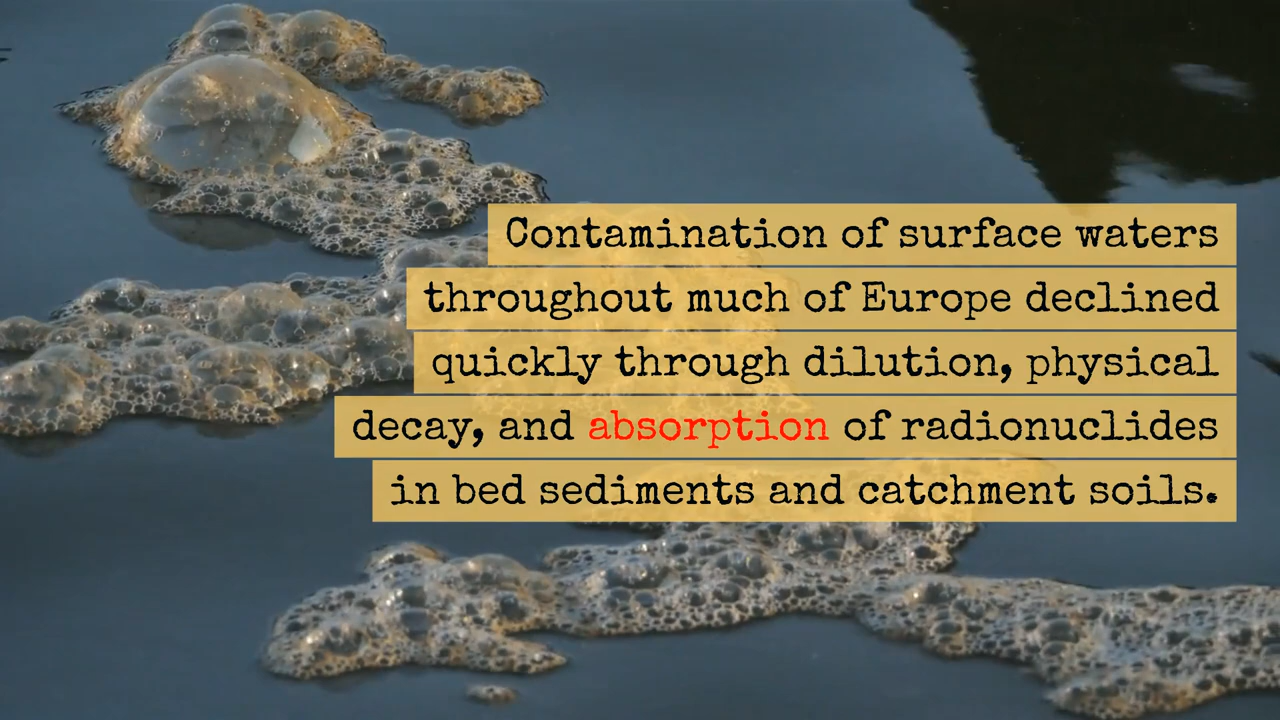 Contamination of surface waters
throughout much of Europe declined
quickly through dilution, physical
decay, and absorption of radionuclides
in bed sediments and catchment soils.